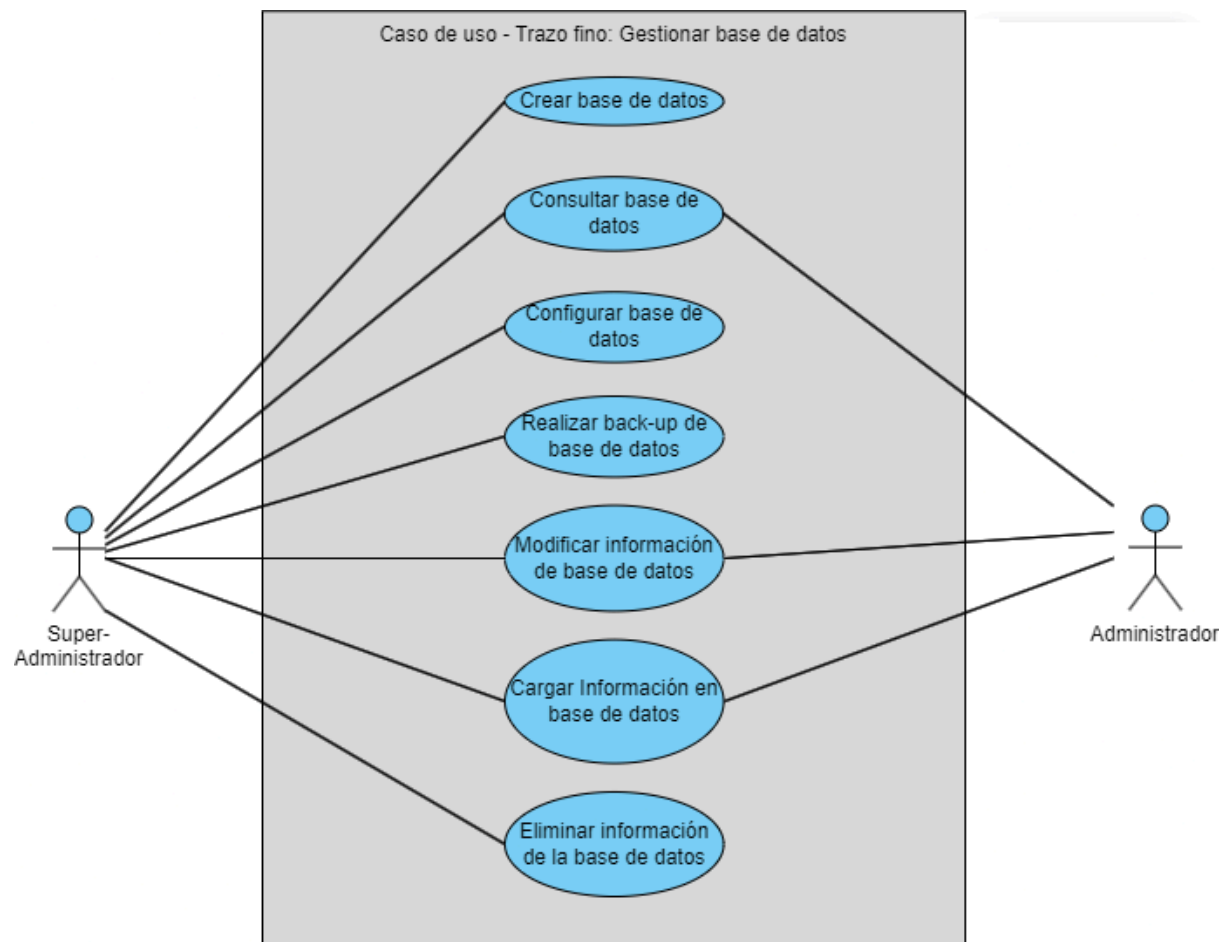 Caso de uso - Trazo fino: Gestionar base de datos
Crear base de datos
Consultar base de
datos
Configurar base de
datos
Realizar back-up de
base de datos
Modificar información
de base de datos
Cargar Información en
base de datos
Eliminar información
de la base de datos
Super-
Administrador
Administrador